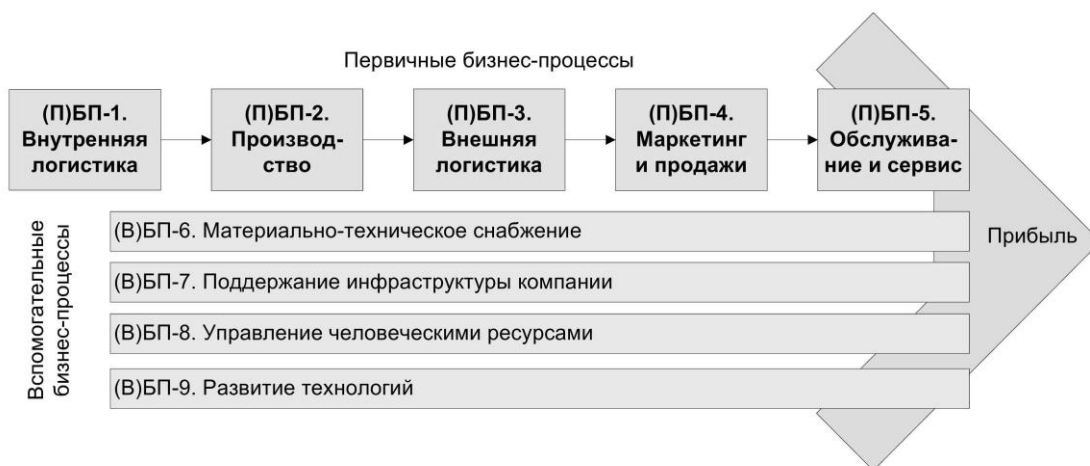 Первичные бизнес-процессы
(П)БП-1.
Внутренняя
логистика
(П)БП-2.
Производ-
ство
(П)БП-3.
Внешняя
логистика
(П)БП-4.
Маркетинг
и продажи
(П)БП-5.
Обслужива-
ние и сервис
Вспомогательные
бизнес-процессы
(В)БП-6. Материально-техническое снабжение
(В)БП-7. Поддержание инфраструктуры компании
(В)БП-8. Управление человеческими ресурсами
(В)БП-9. Развитие технологий
Прибыль